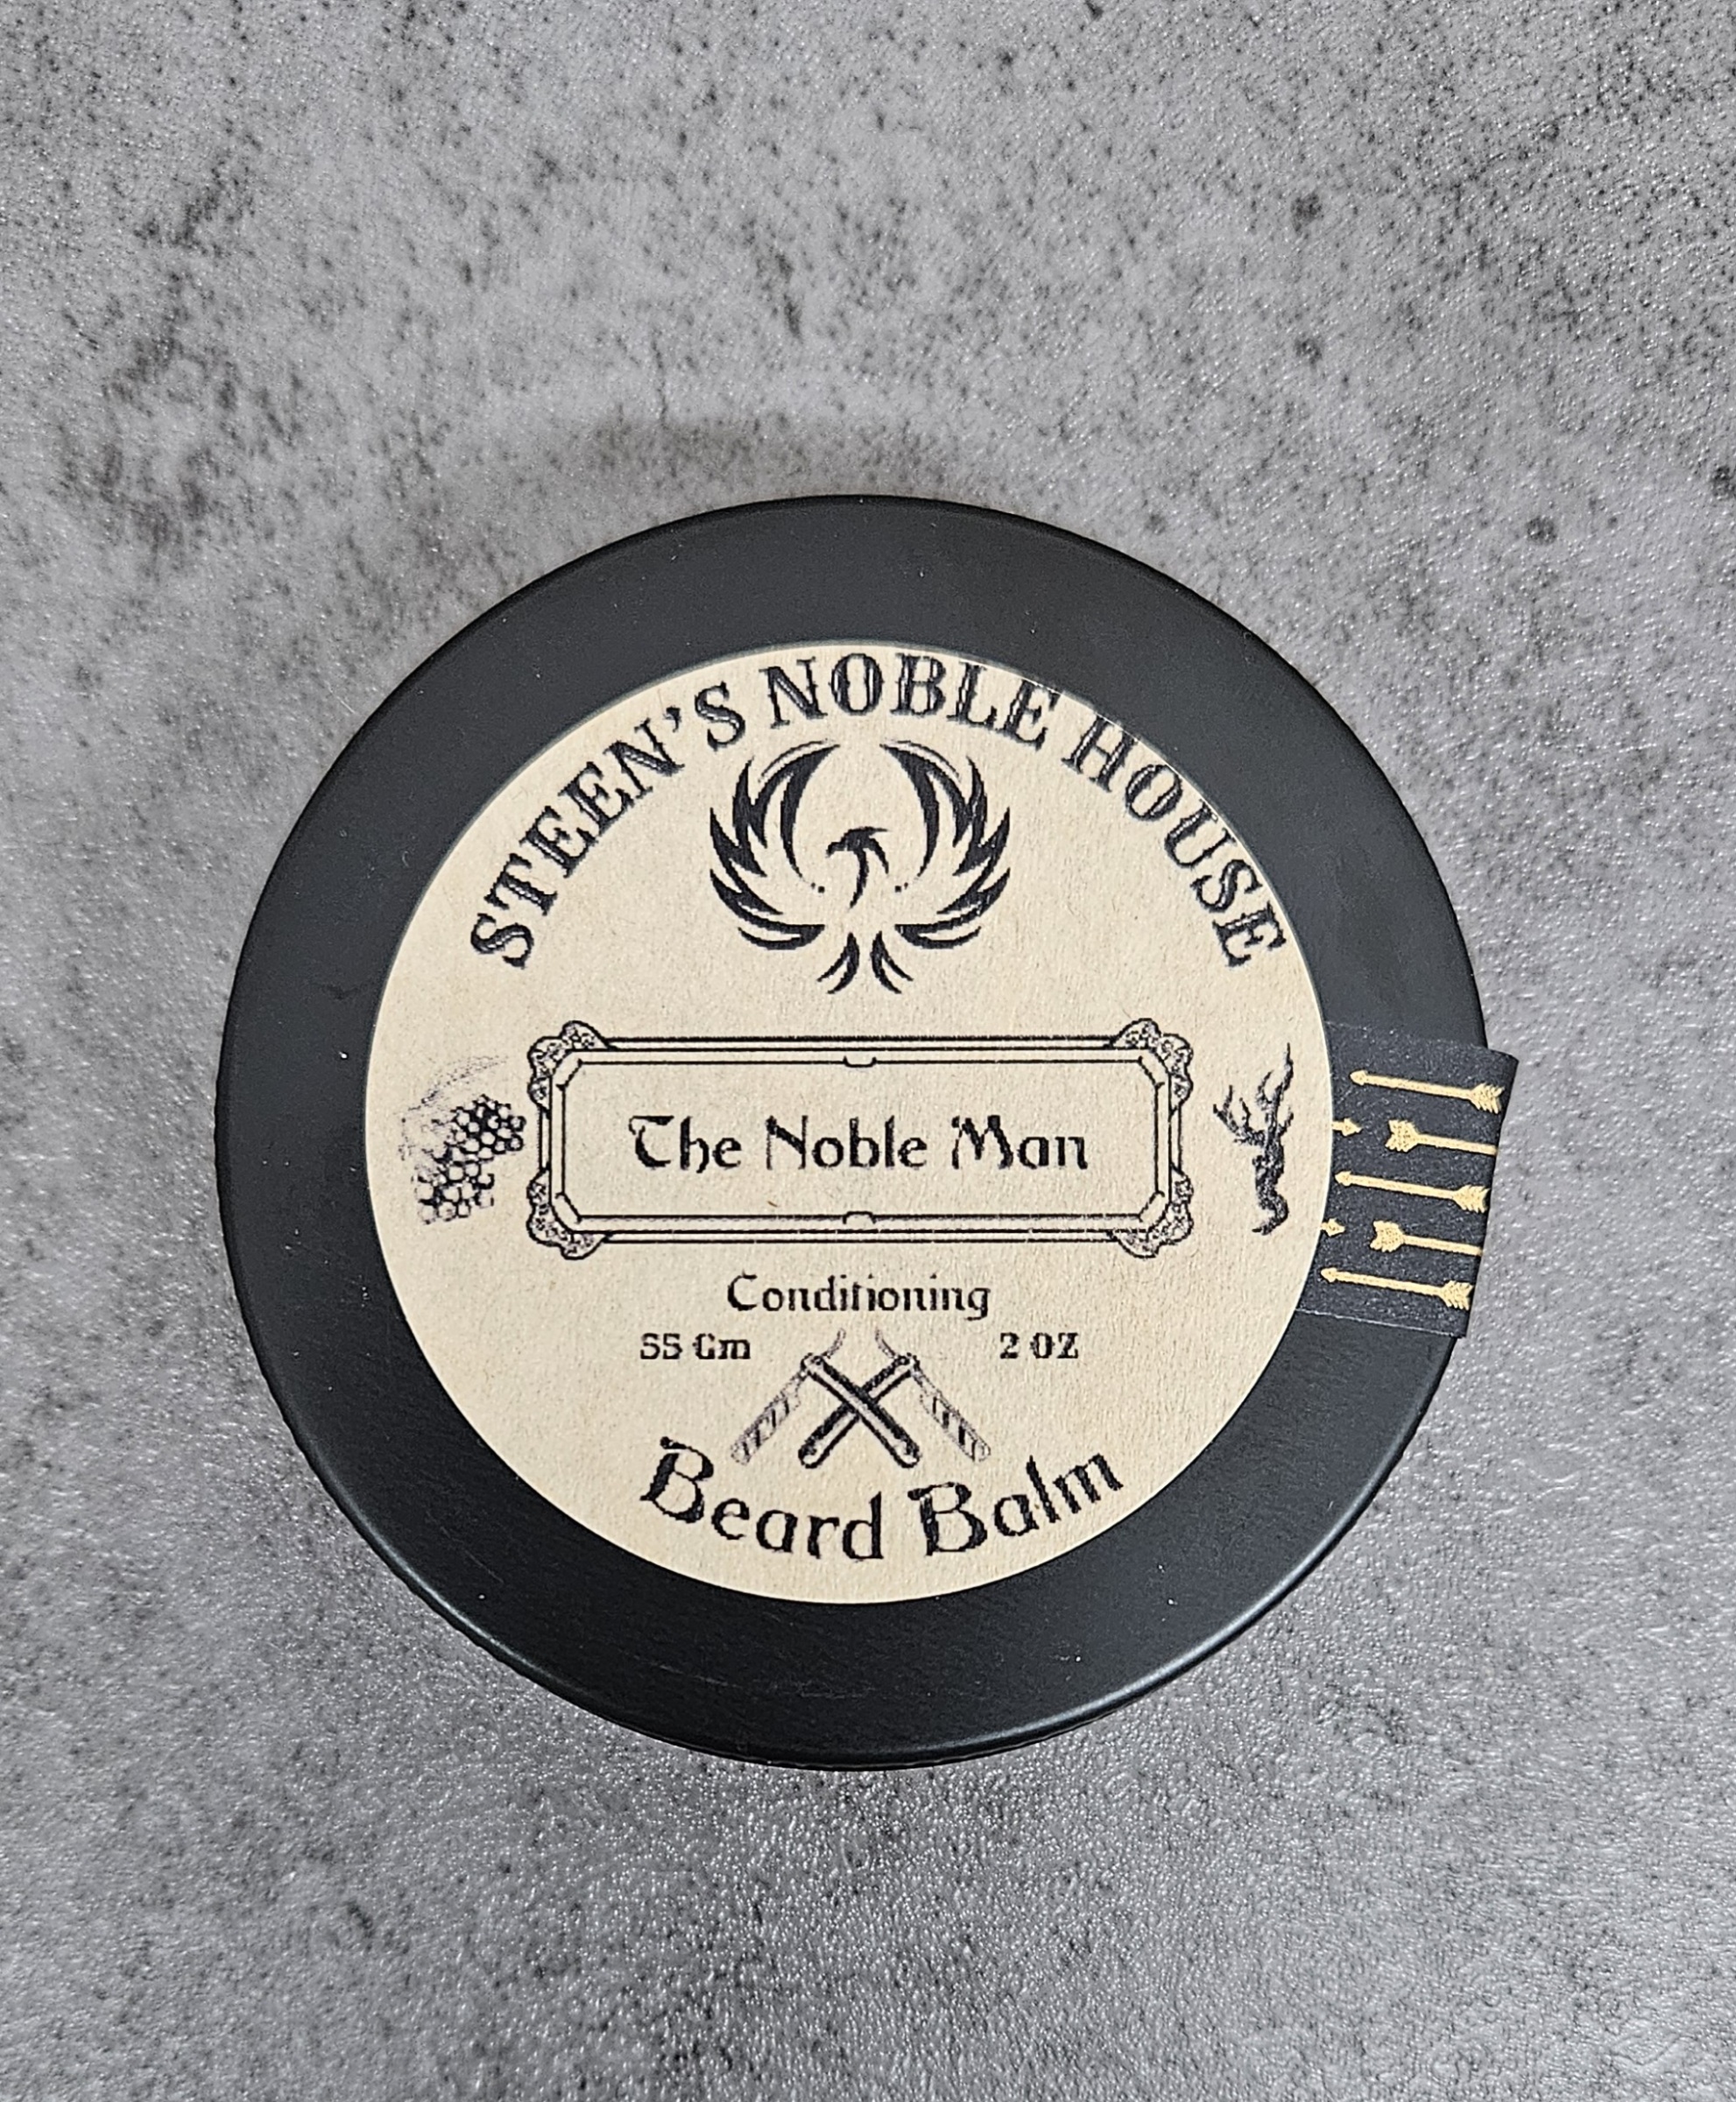 STEEN'S NOBLE HOUSE
The Noble Man
Conditioning
55 Gm 2 OZ
Beard Balm